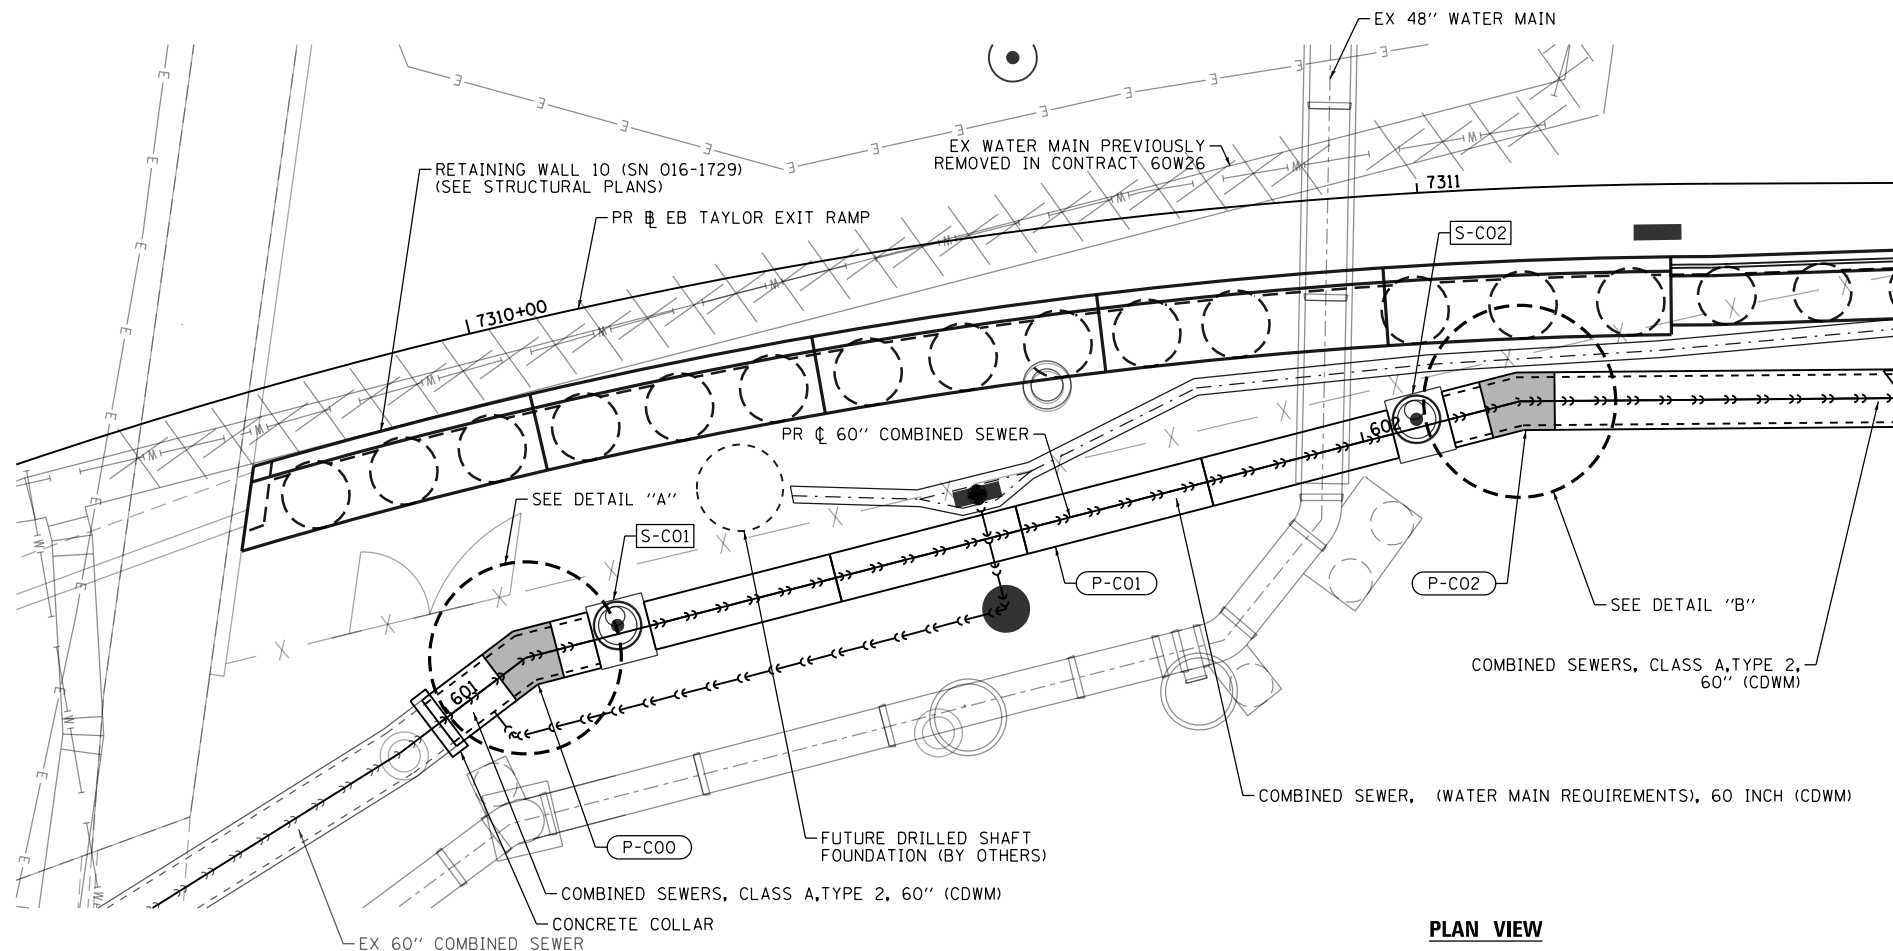 EX 48'' WATER MAIN
EX WATER MAIN PREVIOUSLY
REMOVED IN CONTRACT 60W26
RETAINING WALL 10 (SN 016-1729)
(SEE STRUCTURAL PLANS)
7311
PR ℄ EB TAYLOR EXIT RAMP
S-C02
7310+00
PR ℄ 60'' COMBINED SEWER
602
SEE DETAIL "A"
S-C01
P-C01
P-C02
SEE DETAIL "B"
COMBINED SEWERS, CLASS A,TYPE 2,
60'' (CDWM)
601
COMBINED SEWER, (WATER MAIN REQUIREMENTS), 60 INCH (CDWM)
P-C00
FUTURE DRILLED SHAFT
FOUNDATION (BY OTHERS)
COMBINED SEWERS, CLASS A,TYPE 2, 60'' (CDWM)
CONCRETE COLLAR
EX 60'' COMBINED SEWER
PLAN VIEW